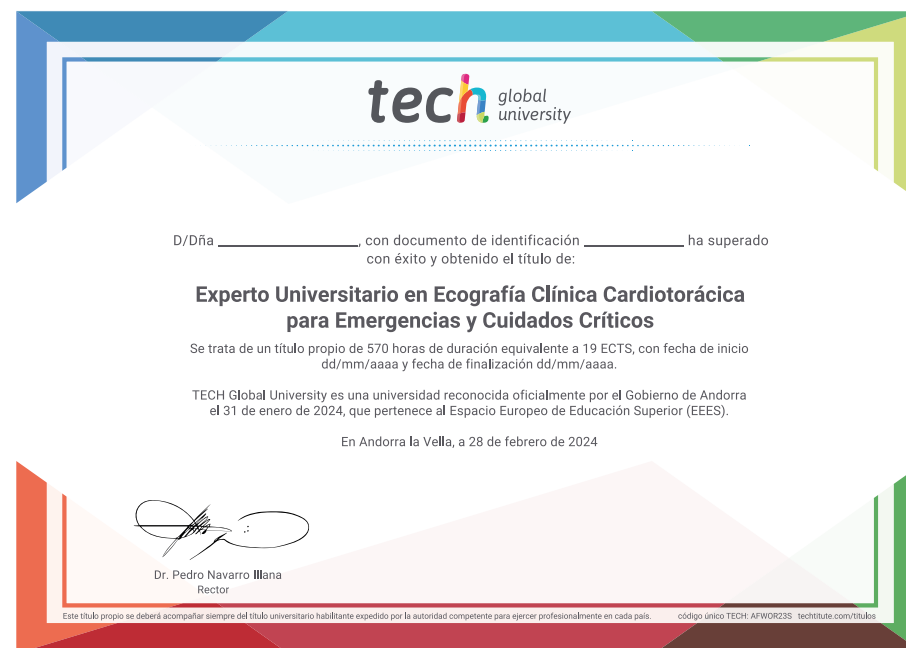 tech global university
D/Dña ____________________, con documento de identificación ______________ ha superado
con éxito y obtenido el título de:
Experto Universitario en Ecografía Clínica Cardiotorácica
para Emergencias y Cuidados Críticos
Se trata de un título propio de 570 horas de duración equivalente a 19 ECTS, con fecha de inicio
dd/mm/aaaa y fecha de finalización dd/mm/aaaa.
TECH Global University es una universidad reconocida oficialmente por el Gobierno de Andorra
el 31 de enero de 2024, que pertenece al Espacio Europeo de Educación Superior (EEES).
En Andorra la Vella, a 28 de febrero de 2024
Dr. Pedro Navarro Illana
Rector
Este título propio se deberá acompañar siempre del título universitario habilitante expedido por la autoridad competente para ejercer profesionalmente en cada país. código único TECH: AFWOR23S techtitute.com/titulos